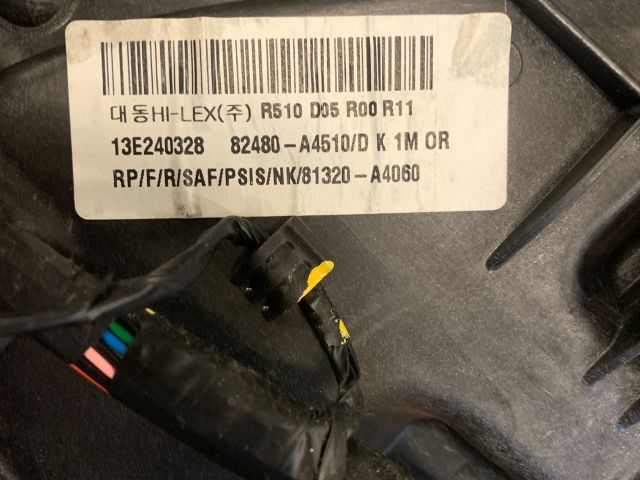 대동HI-LEX(주) R510 D05 R00 R11
13E240328 82480-A4510/D K 1M OR
RP/F/R/SAF/PSIS/NK/81320-A4060